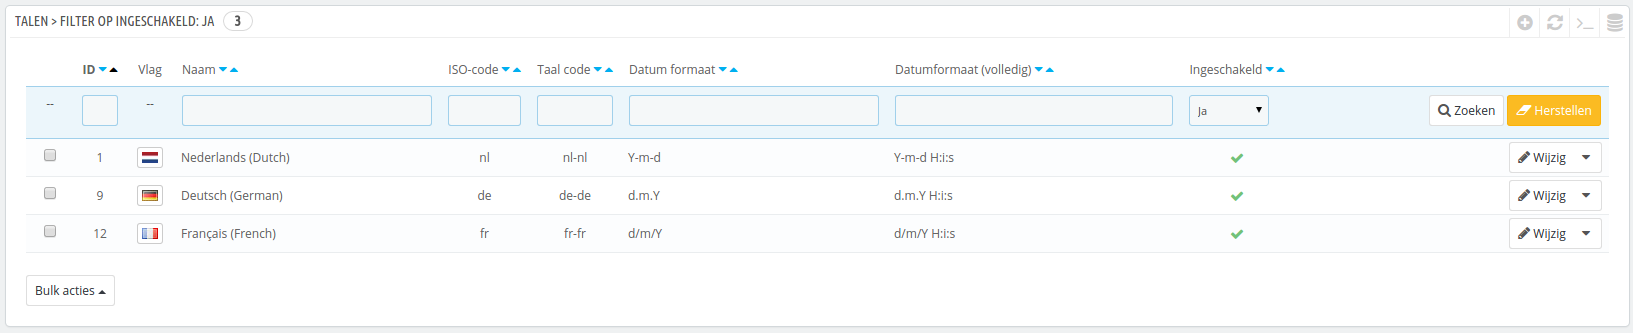 TALEN > FILTER OP INGESCHAKELD: JA 3
ID Vlag Naam ISO-code Taal code Datum formaat Datumformaat (volledig) Ingeschakeld
-- -- Ja Zoeken Herstellen
1 Nederlands (Dutch) nl nl-nl Y-m-d Y-m-d H:i:s Wijzig
9 Deutsch (German) de de-de d.m.Y d.m.Y H:i:s Wijzig
12 Français (French) fr fr-fr d/m/Y d/m/Y H:i:s Wijzig
Bulk acties